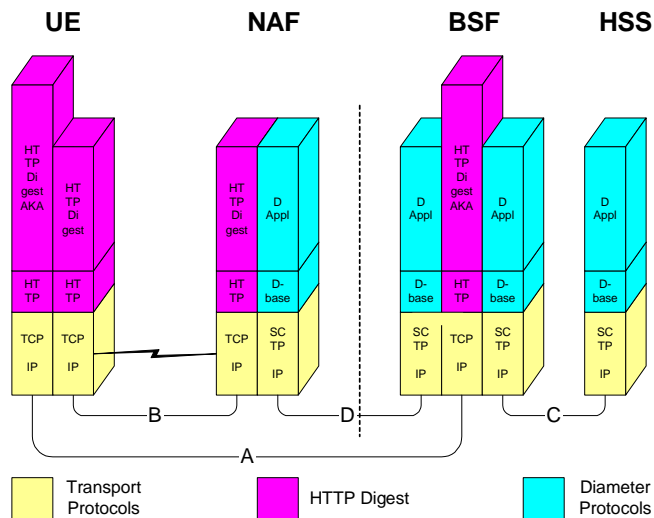 UE NAF BSF HSS
HT
TP
Di
gest
AKA
HT
TP
Di
gest
HT
TP
Di
gest
D
Appl
D
Appl
HT
TP
Di
gest
AKA
D
Appl
D
Appl
HT
TP
HT
TP
HT
TP
D-
base
D-
base
HT
TP
D-
base
D-
base
TCP
IP
TCP
IP
TCP
IP
SC
TP
IP
SC
TP
IP
TCP
IP
SC
TP
IP
SC
TP
IP
B D C
A
Transport
Protocols
HTTP Digest
Diameter
Protocols